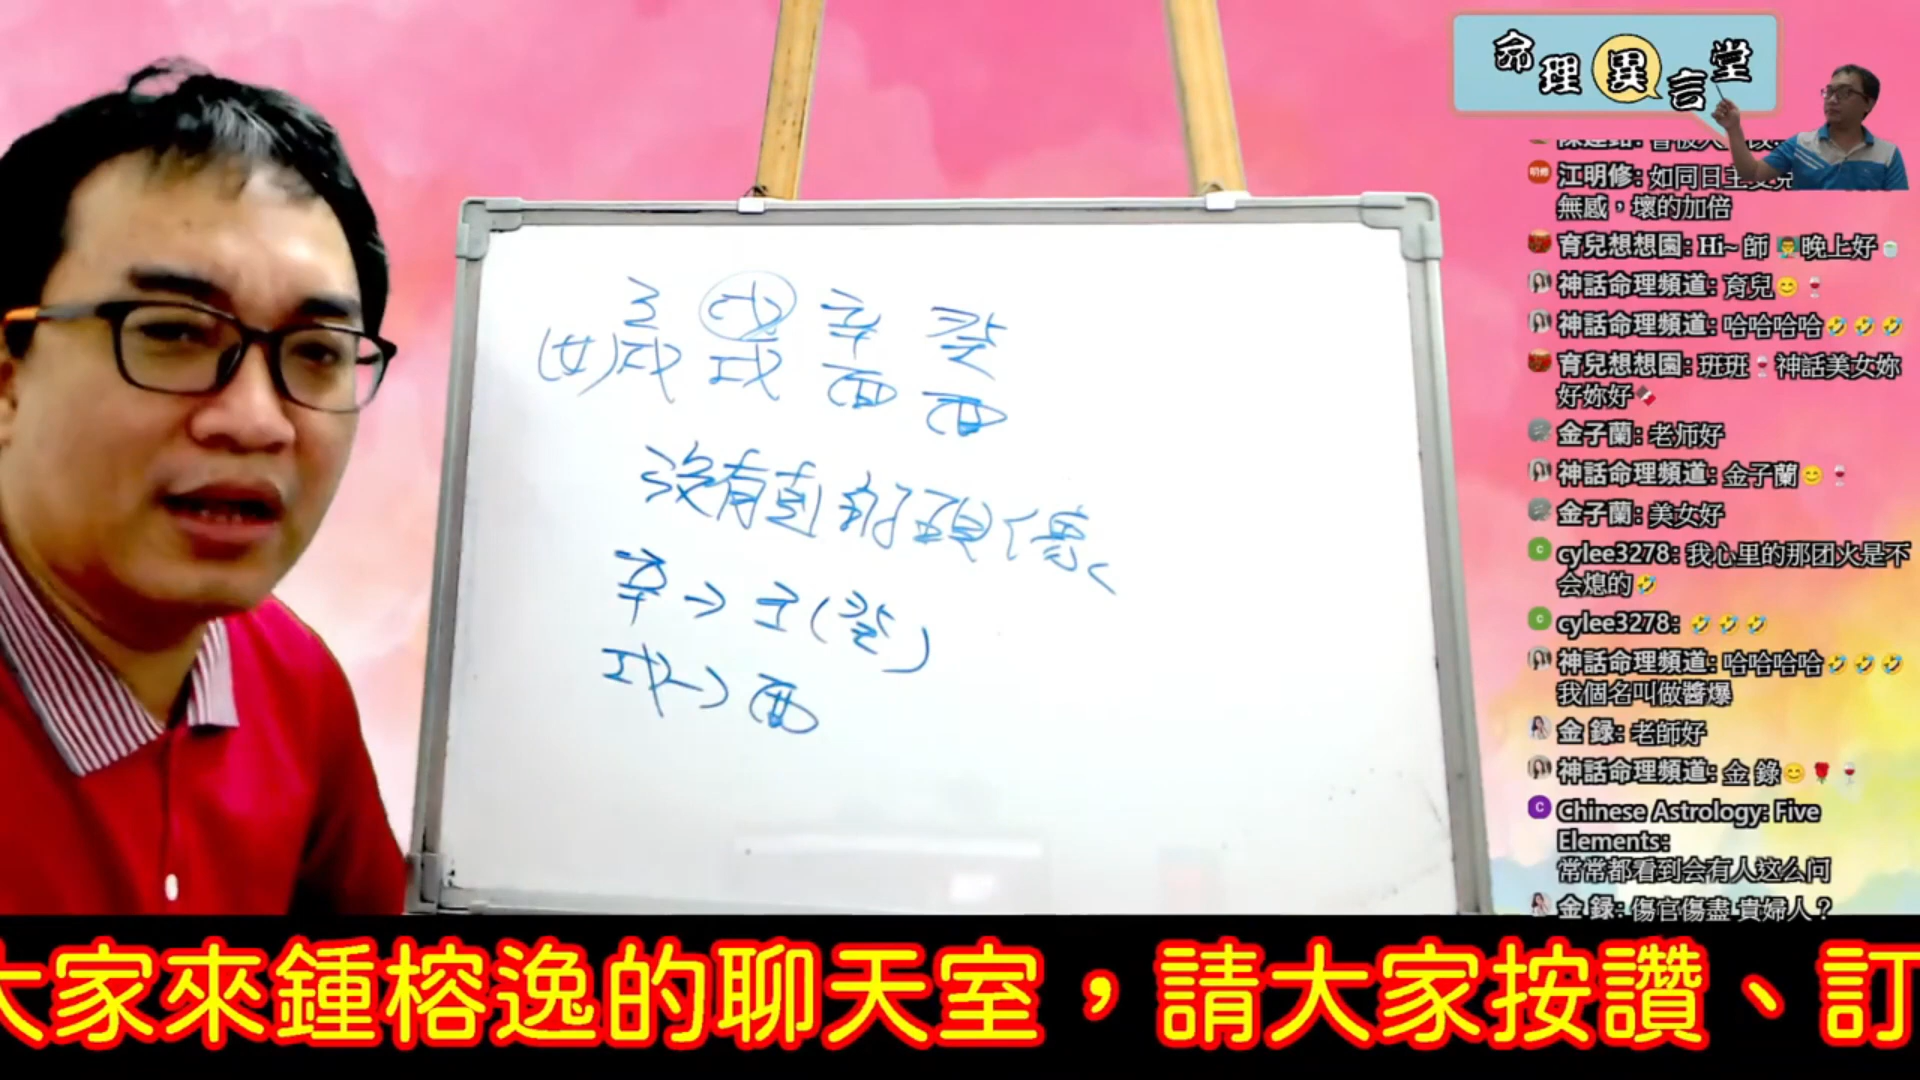 命理異言堂
壬戊辛癸
(女)戌戌酉酉
沒有直
辛→壬(癸)
戌→酉
江明修: 如同日主
無感，壞的加倍
育兒想想園: Hi~ 師👨‍🏫晚上好🍵
神話命理頻道: 育兒😊🍷
神話命理頻道: 哈哈哈哈🤣🤣🤣
育兒想想園: 班班🍷神話美女妳
好妳好🍫
金子蘭: 老师好
神話命理頻道: 金子蘭😊🍷
金子蘭: 美女好
cylee3278: 我心里的那团火是不
会熄的🤣
cylee3278: 🤣🤣🤣
神話命理頻道: 哈哈哈哈🤣🤣🤣
我個名叫做醬爆
金 録: 老師好
神話命理頻道: 金 錄😊🌹🍷
Chinese Astrology: Five
Elements:
常常都看到会有人这么问
金 録: 傷官傷盡 貴婦人？
大家來鍾榕逸的聊天室，請大家按讚、訂